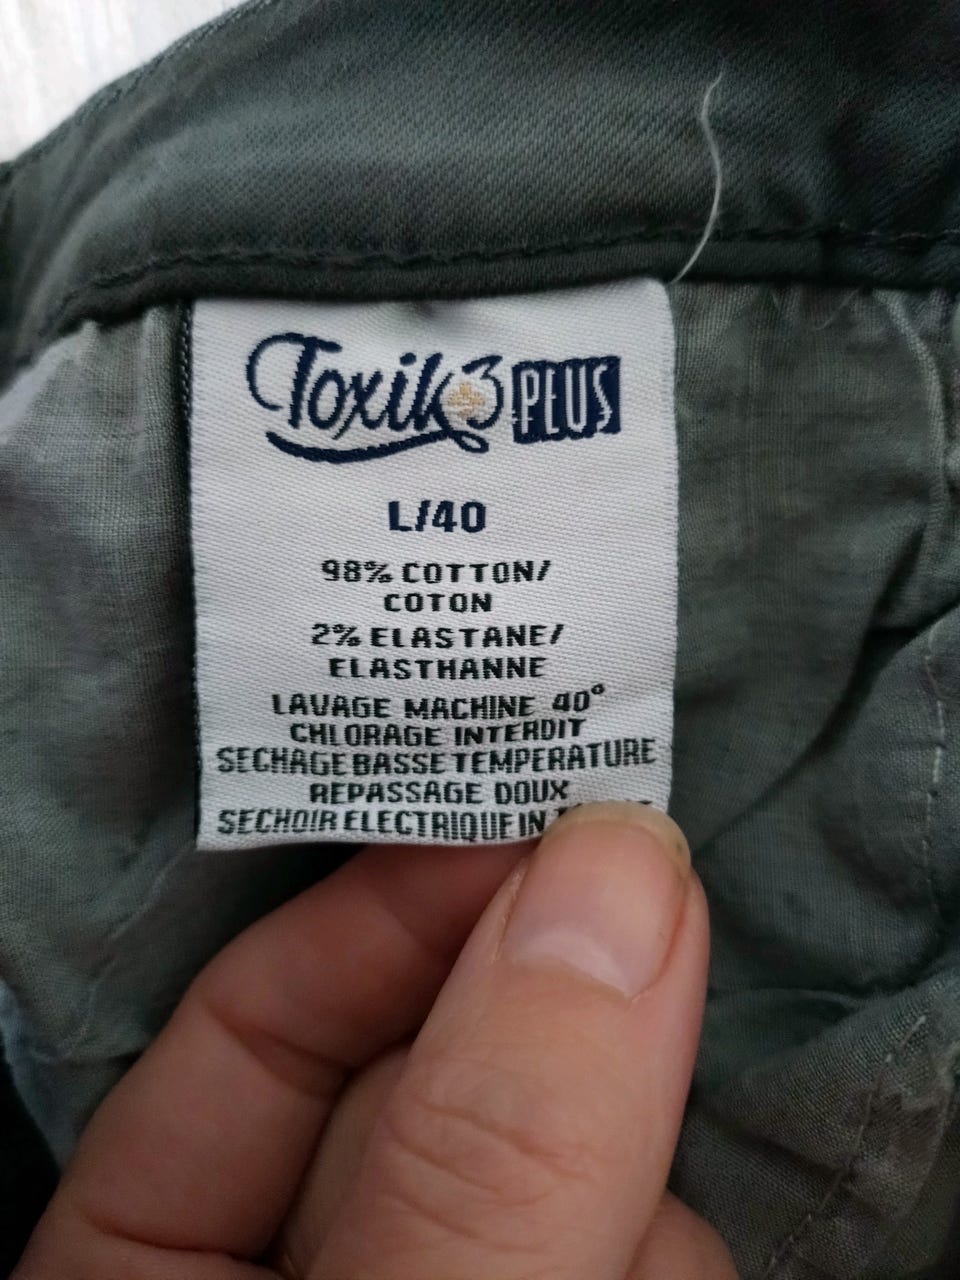 Toxik3 PLUS
L/40
98% COTTON/
COTON
2% ELASTANE/
ELASTHANNE
LAVAGE MACHINE 40°
CHLORAGE INTERDIT
SECHAGE BASSE TEMPERATURE
REPASSAGE DOUX
SECHOIR ELECTRIQUE